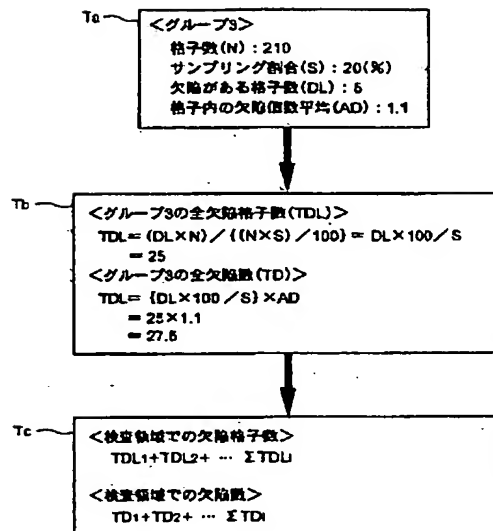 Ta
<グループ3>
格子数(N):210
サンプリング割合(S):20(%)
欠陥がある格子数(DL):5
格子内の欠陥個数平均(AD):1.1
Tb
<グループ3の全欠陥格子数(TDL)>
TDL=(DL×N)/{(N×S)/100}=DL×100/S
=25
<グループ3の全欠陥数(TD)>
TDL={DL×100/S}×AD
=25×1.1
=27.5
Tc
<検査領域での欠陥格子数>
TDL1+TDL2+ … ΣTDLi
<検査領域での欠陥数>
TD1+TD2+ … ΣTDi